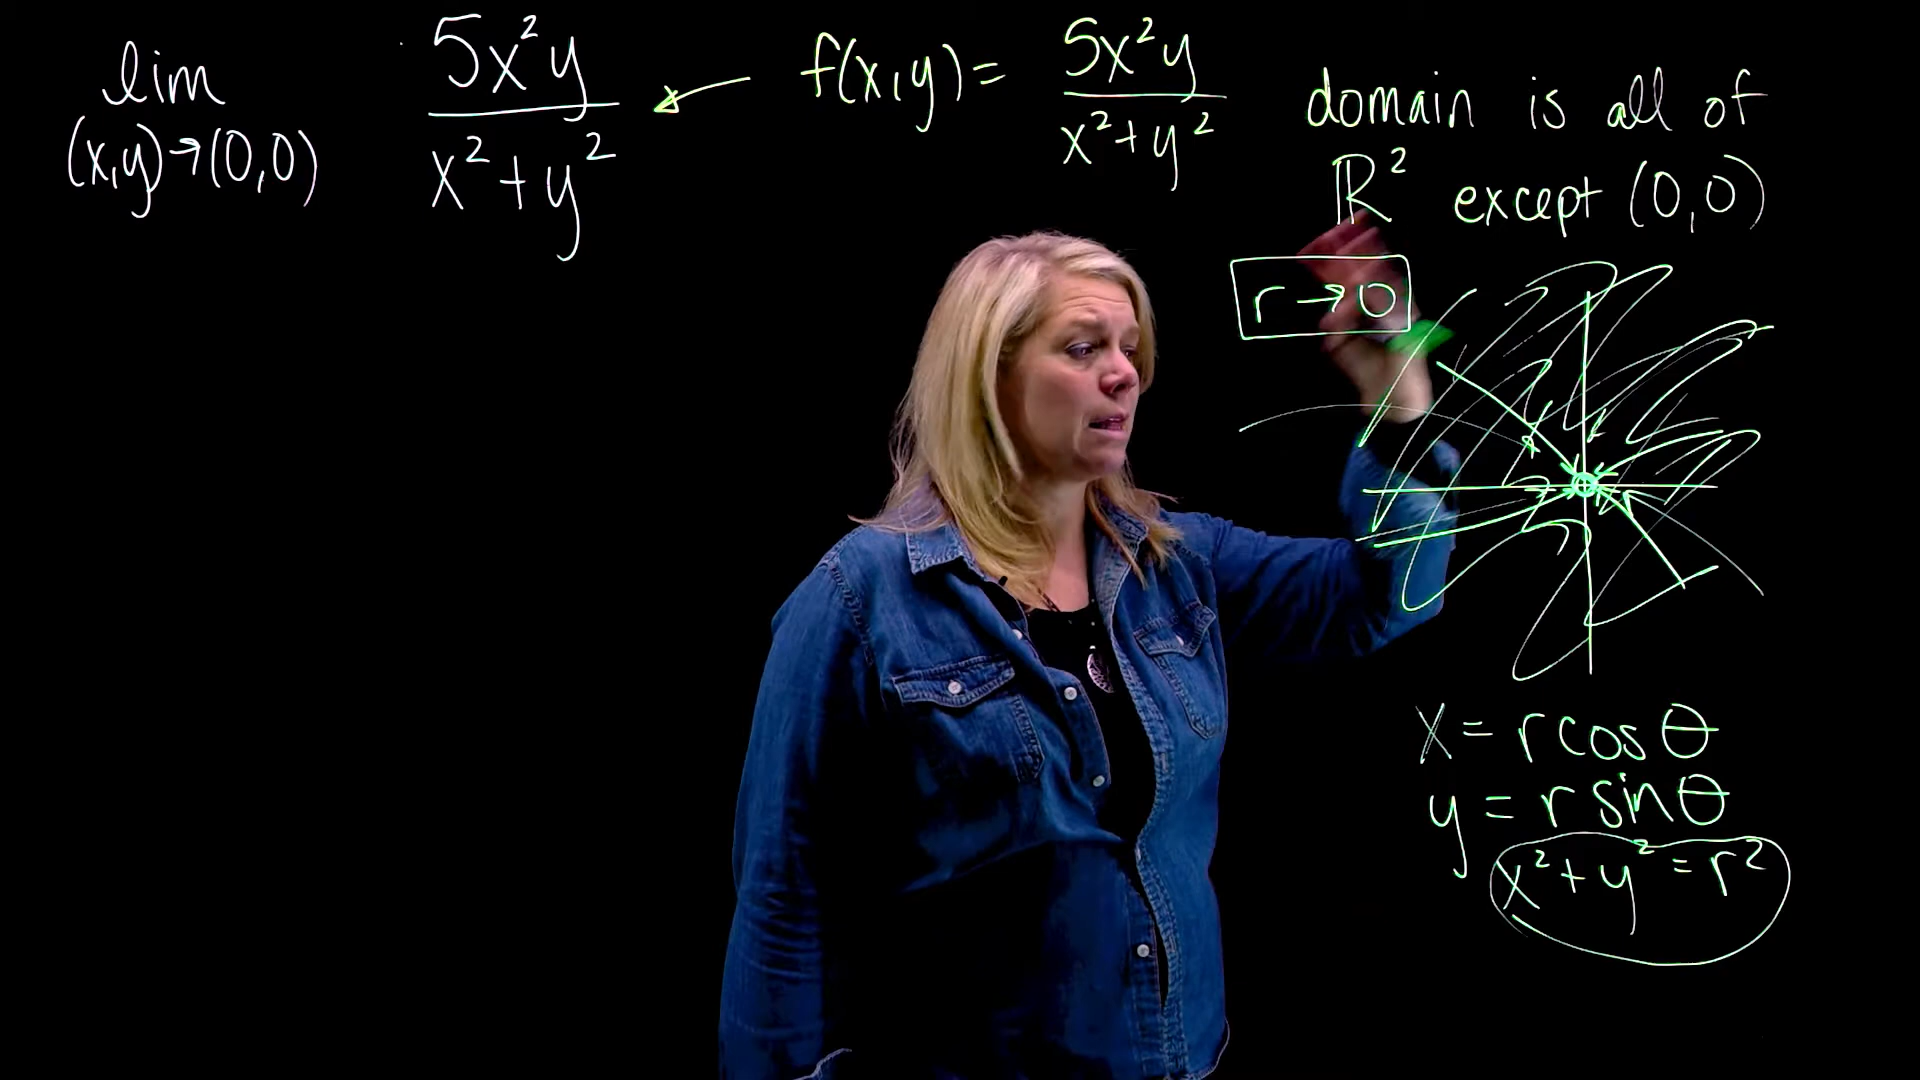 lim
(x,y)→(0,0)
5x²y
x²+y²
f(x,y)=
5x²y
x²+y²
domain is all of
ℝ² except (0,0)
r→0
x = r cos θ
y = r sin θ
x²+y² = r²